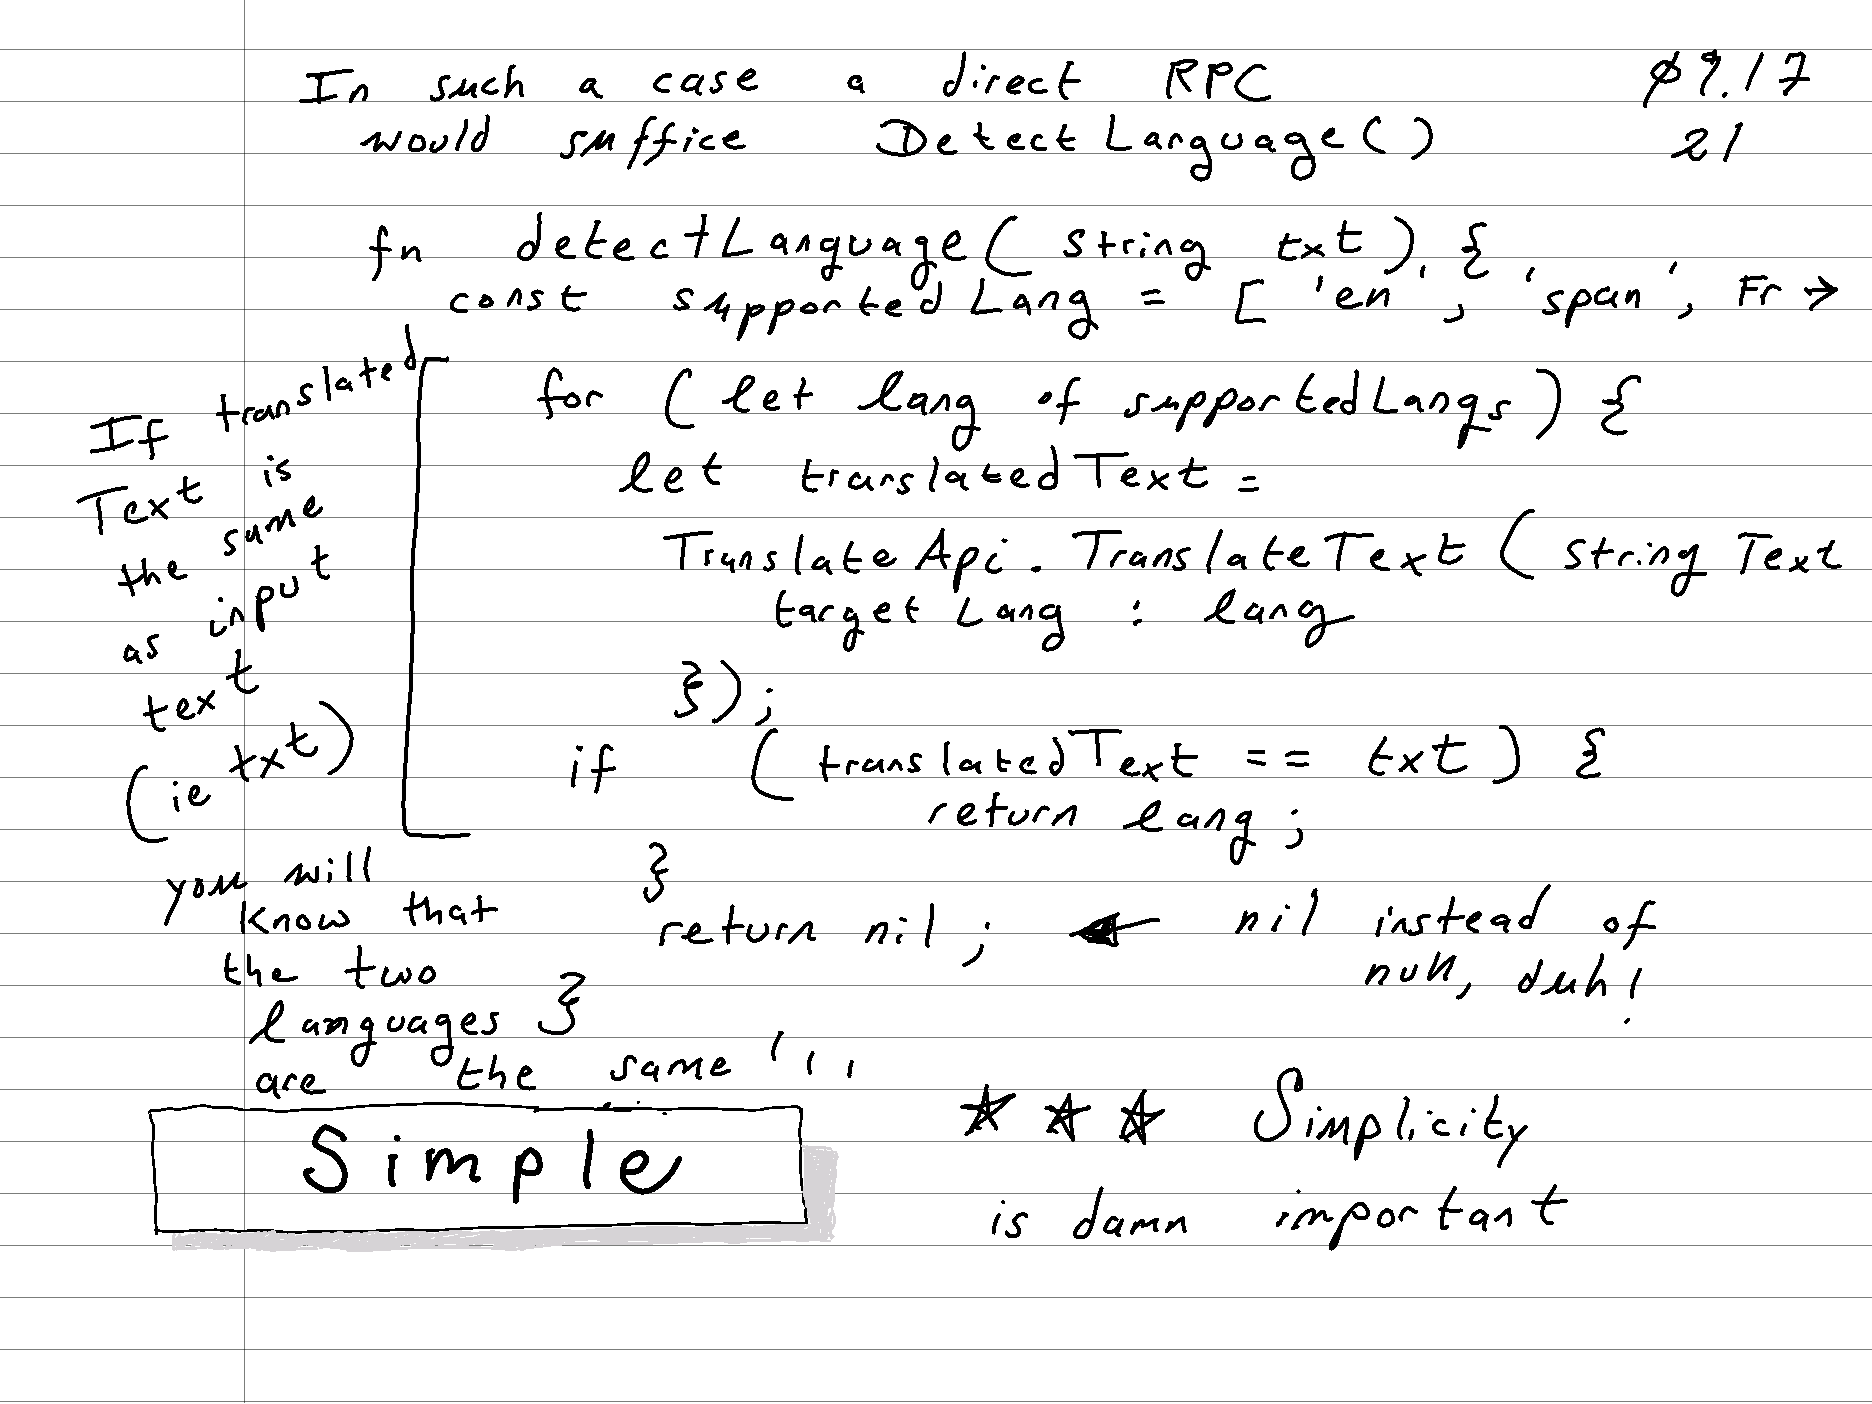 In such a case a direct RPC
would suffice DetectLanguage()
ø9.17
21
fn detectLanguage( string txt ) {
const supportedLang = [ 'en', 'span', Fr →
for ( let lang of supportedLangs ) {
let translatedText =
TranslateApi. TranslateText ( string Text
target Lang : lang
});
if ( translatedText == txt ) {
return lang ;
}
return nil ; ← nil instead of
null, duh!
}
If translated
Text is
the same
as input
text
(ie txt)
you will
know that
the two
languages
are the same
Simple
★ ★ ★ Simplicity
is damn important